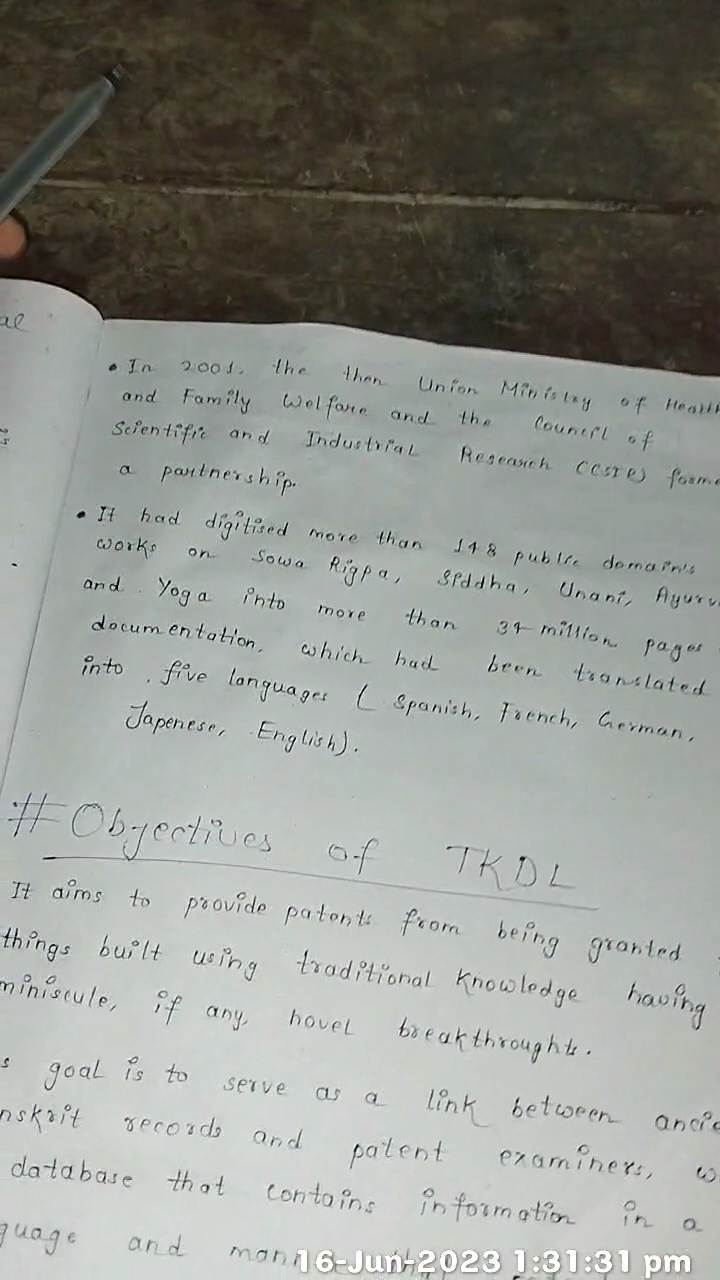 al
• In 2001, the then Union Ministry of Health
and Family Welfare and the Council of
Scientific and Industrial Research (CSIR) forme
a partnership.
• It had digitised more than 148 public domain's
works on Sowa Rigpa, Siddha, Unani, Ayurv
and Yoga into more than 34 million pages
documentation, which had been translated
into five languages ( Spanish, French, German,
Japenese, English).
# Objectives of TKDL
It aims to provide patents from being granted
things built using traditional knowledge having
miniscule, if any, novel breakthroughts.
s goal is to serve as a link between ancie
nskrit records and patent examiners, w
database that contains information in a
guage and mann
16-Jun-2023 1:31:31 pm